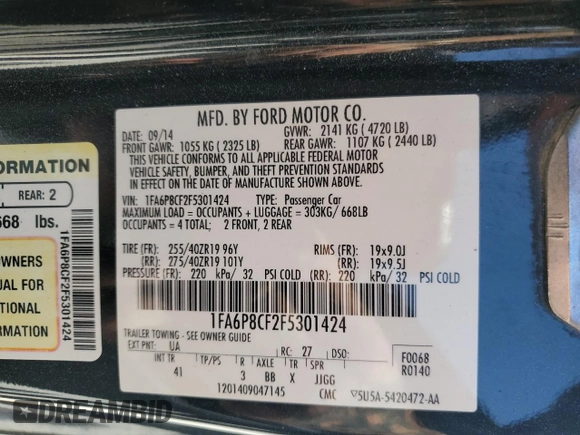 MFD. BY FORD MOTOR CO.
DATE: 09/14 GVWR: 2141 KG ( 4720 LB)
FRONT GAWR: 1055 KG ( 2325 LB) REAR GAWR: 1107 KG ( 2440 LB)
THIS VEHICLE CONFORMS TO ALL APPLICABLE FEDERAL MOTOR
VEHICLE SAFETY, BUMPER, AND THEFT PREVENTION STANDARDS
IN EFFECT ON THE DATE OF MANUFACTURE SHOWN ABOVE.
VIN: 1FA6P8CF2F5301424 TYPE: Passenger Car
MAXIMUM LOAD = OCCUPANTS + LUGGAGE = 303KG/ 668LB
OCCUPANTS = 4 TOTAL; 2 FRONT, 2 REAR
TIRE (FR): 255/40ZR19 96Y RIMS (FR): 19x9.0J
(RR): 275/40ZR19 101Y (RR): 19x9.5J
PRESSURE (FR): 220 kPa/ 32 PSI COLD (RR) 220 kPa/ 32 PSI COLD
1FA6P8CF2F5301424
TRAILER TOWING - SEE OWNER GUIDE
EXT PNT: UA RC: 27 DSO: F0068
R0140
INT TR TP/PS R AXLE TR SPR
41 3 BB X JJGG
1201409047145 CMC 5U5A-5420472-AA
ORMATION
REAR: 2
668 lbs.
OWNERS
UAL FOR
TIONAL
RMATION
1FA6P8CF2F5301424
DREAMBID